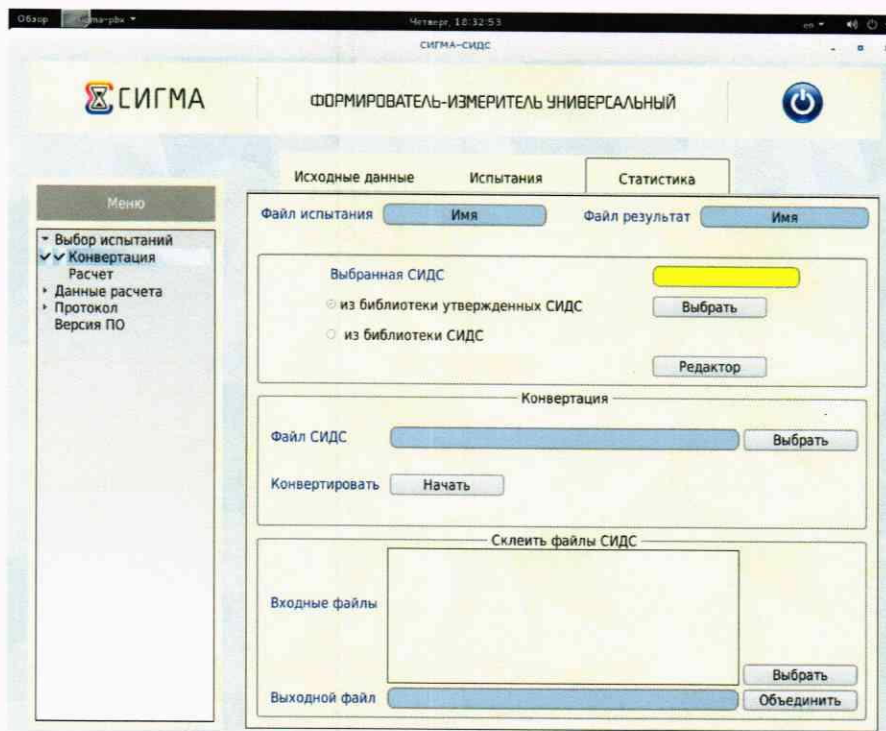 Обзор
Четверг, 18:32:53
en
СИГМА-СИДС
СИГМА
ФОРМИРОВАТЕЛЬ-ИЗМЕРИТЕЛЬ УНИВЕРСАЛЬНЫЙ
Исходные данные Испытания Статистика
Меню
Выбор испытаний
Конвертация
Расчет
Данные расчета
Протокол
Версия ПО
Файл испытания Имя Файл результат Имя
Выбранная СИДС
из библиотеки утвержденных СИДС Выбрать
из библиотеки СИДС
Редактор
Конвертация
Файл СИДС Выбрать
Конвертировать Начать
Склеить файлы СИДС
Входные файлы
Выбрать
Выходной файл Объединить